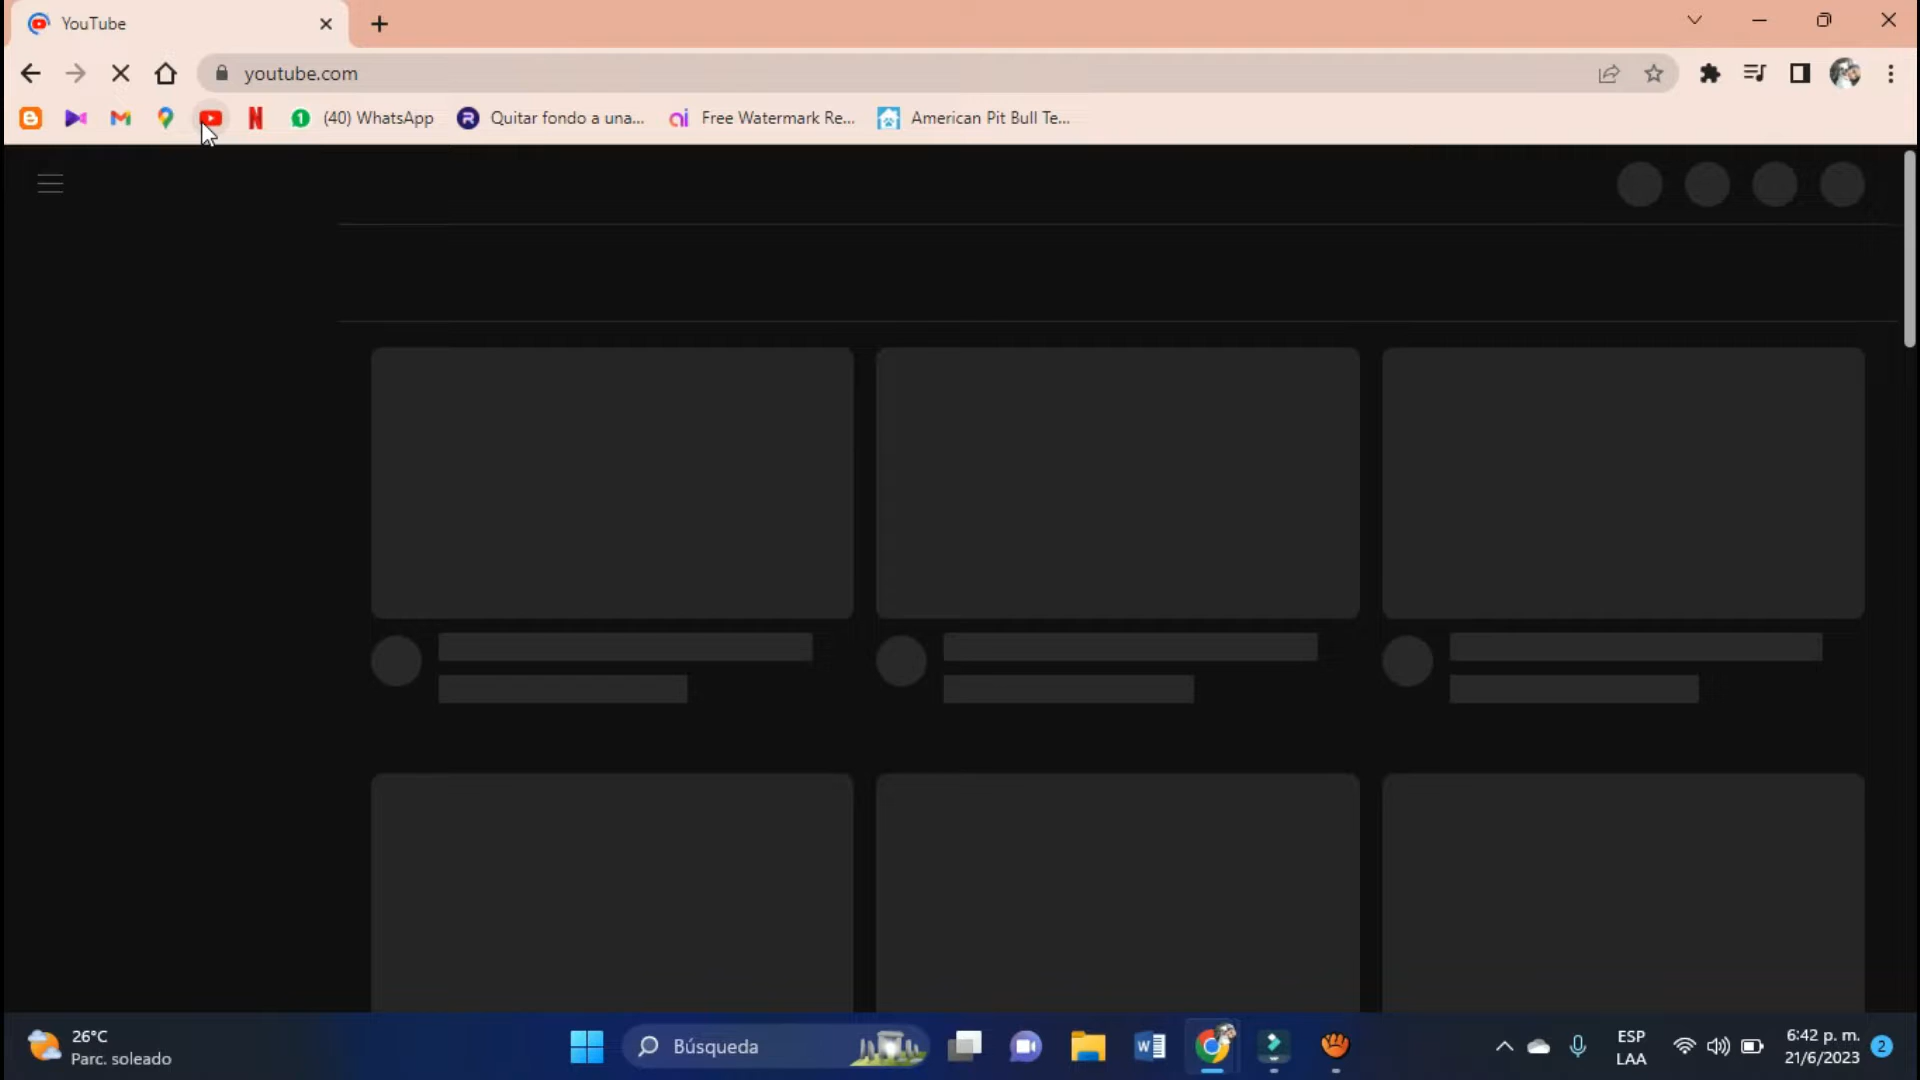 YouTube
youtube.com
(40) WhatsApp
Quitar fondo a una...
Free Watermark Re...
American Pit Bull Te...
26°C
Parc. soleado
Búsqueda
ESP
LAA
6:42 p. m.
21/6/2023
2